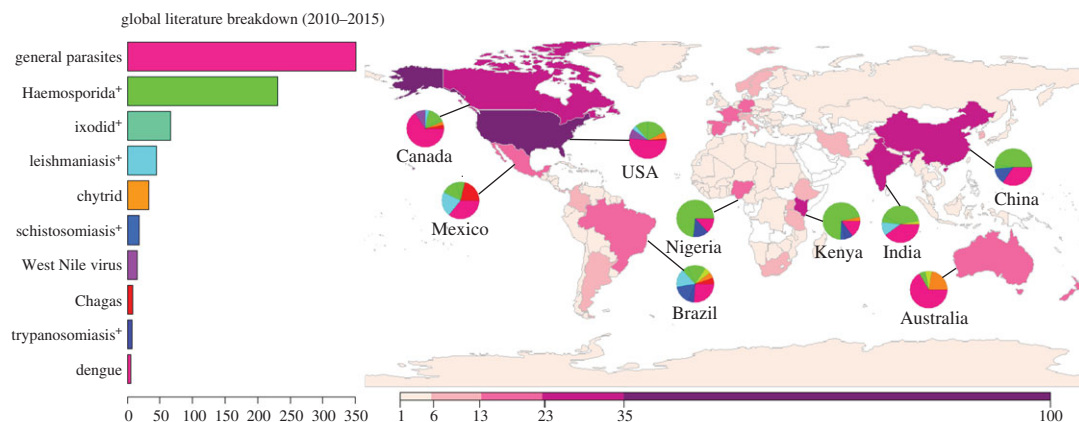 global literature breakdown (2010–2015)
general parasites
Haemosporida⁺
ixodid⁺
leishmaniasis⁺
chytrid
schistosomiasis⁺
West Nile virus
Chagas
trypanosomiasis⁺
dengue
0 50 100 150 200 250 300 350
Canada
USA
Mexico
China
Nigeria
Kenya
India
Brazil
Australia
1 6 13 23 35 100